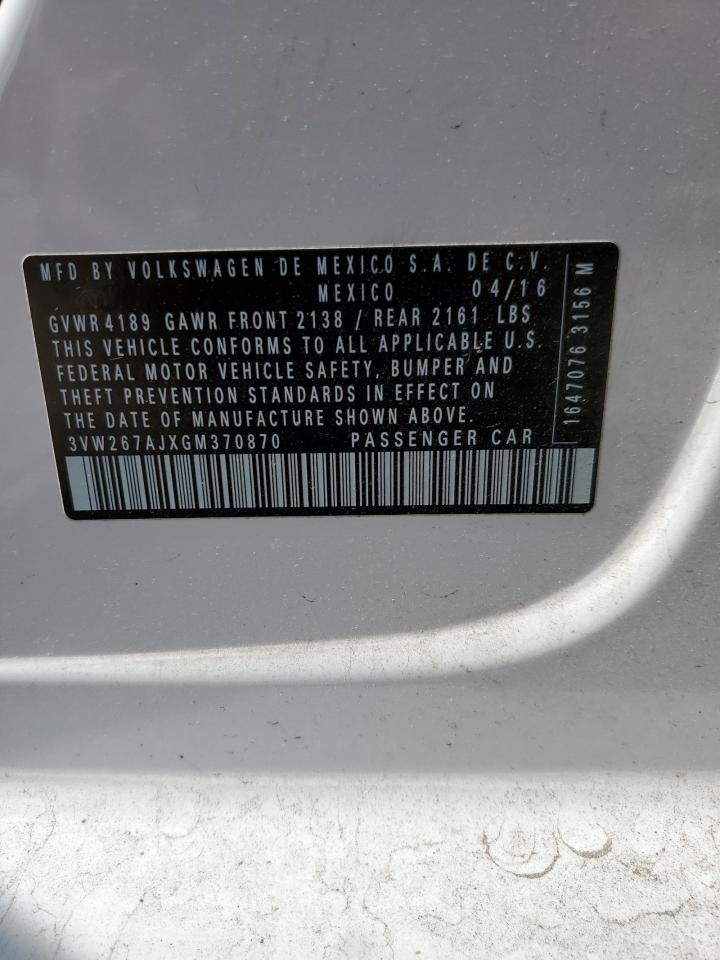 MFD BY VOLKSWAGEN DE MEXICO S.A. DE C.V.
MEXICO 04/16
GVWR 4189 GAWR FRONT 2138 / REAR 2161 LBS
THIS VEHICLE CONFORMS TO ALL APPLICABLE U.S.
FEDERAL MOTOR VEHICLE SAFETY, BUMPER AND
THEFT PREVENTION STANDARDS IN EFFECT ON
THE DATE OF MANUFACTURE SHOWN ABOVE.
3VW267AJXGM370870 PASSENGER CAR
1647076 3156 M